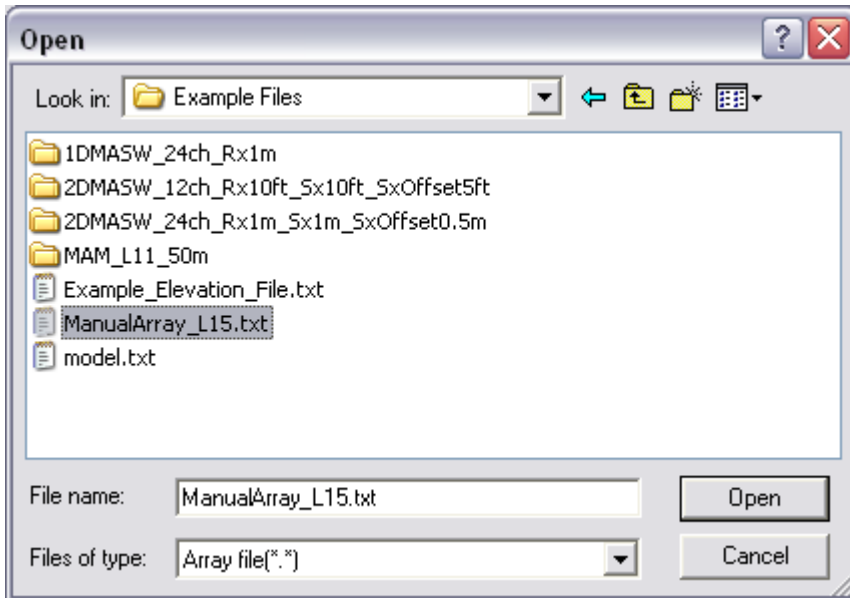 Open
Look in: Example Files
1DMASW_24ch_Rx1m
2DMASW_12ch_Rx10ft_Sx10ft_SxOffset5ft
2DMASW_24ch_Rx1m_Sx1m_SxOffset0.5m
MAM_L11_50m
Example_Elevation_File.txt
ManualArray_L15.txt
model.txt
File name: ManualArray_L15.txt Open
Files of type: Array file(*.*) Cancel